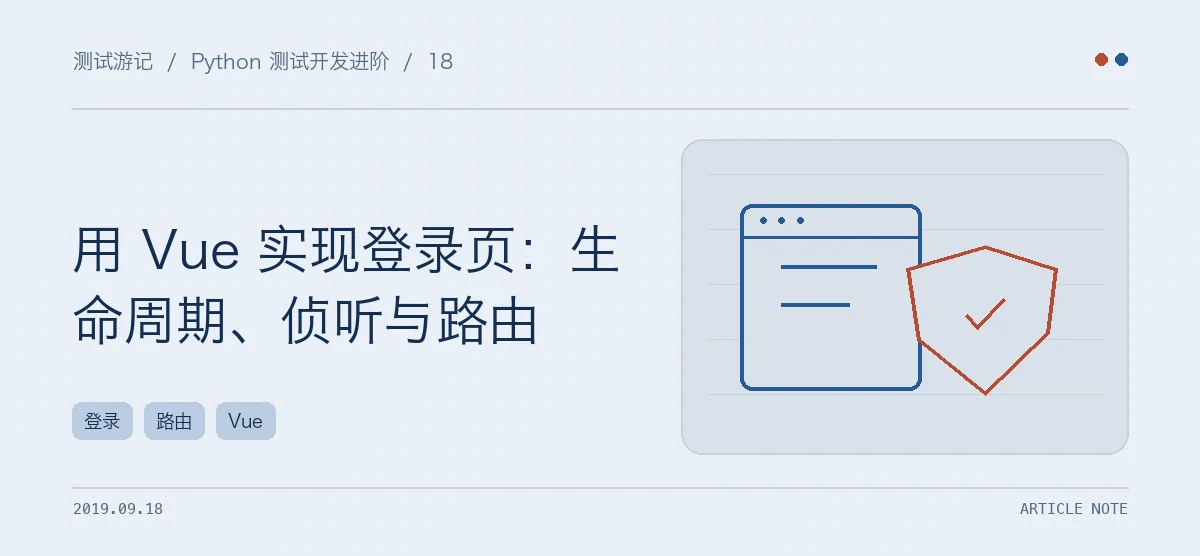 测试游记 / Python 测试开发进阶 / 18
用 Vue 实现登录页：生
命周期、侦听与路由
登录 路由 Vue
2019.09.18 ARTICLE NOTE